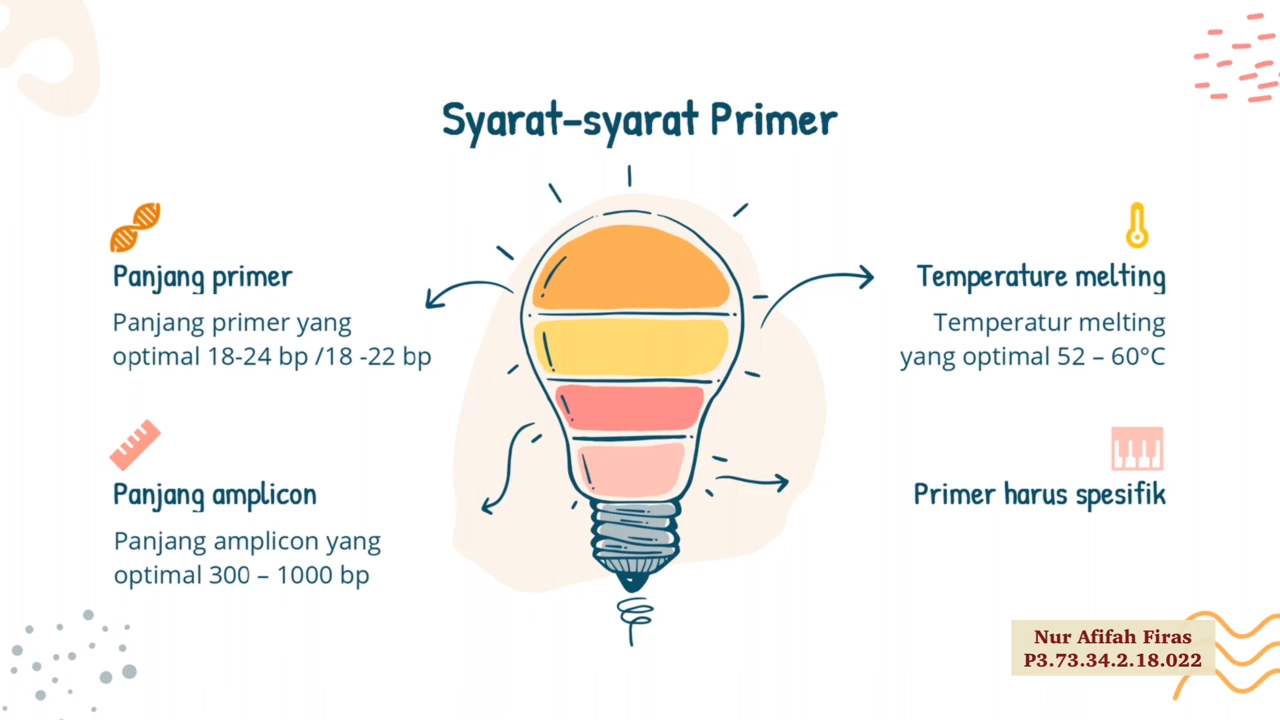 Syarat-syarat Primer
Panjang primer
Panjang primer yang
optimal 18-24 bp /18 -22 bp
Temperature melting
Temperatur melting
yang optimal 52 – 60°C
Panjang amplicon
Panjang amplicon yang
optimal 300 – 1000 bp
Primer harus spesifik
Nur Afifah Firas
P3.73.34.2.18.022